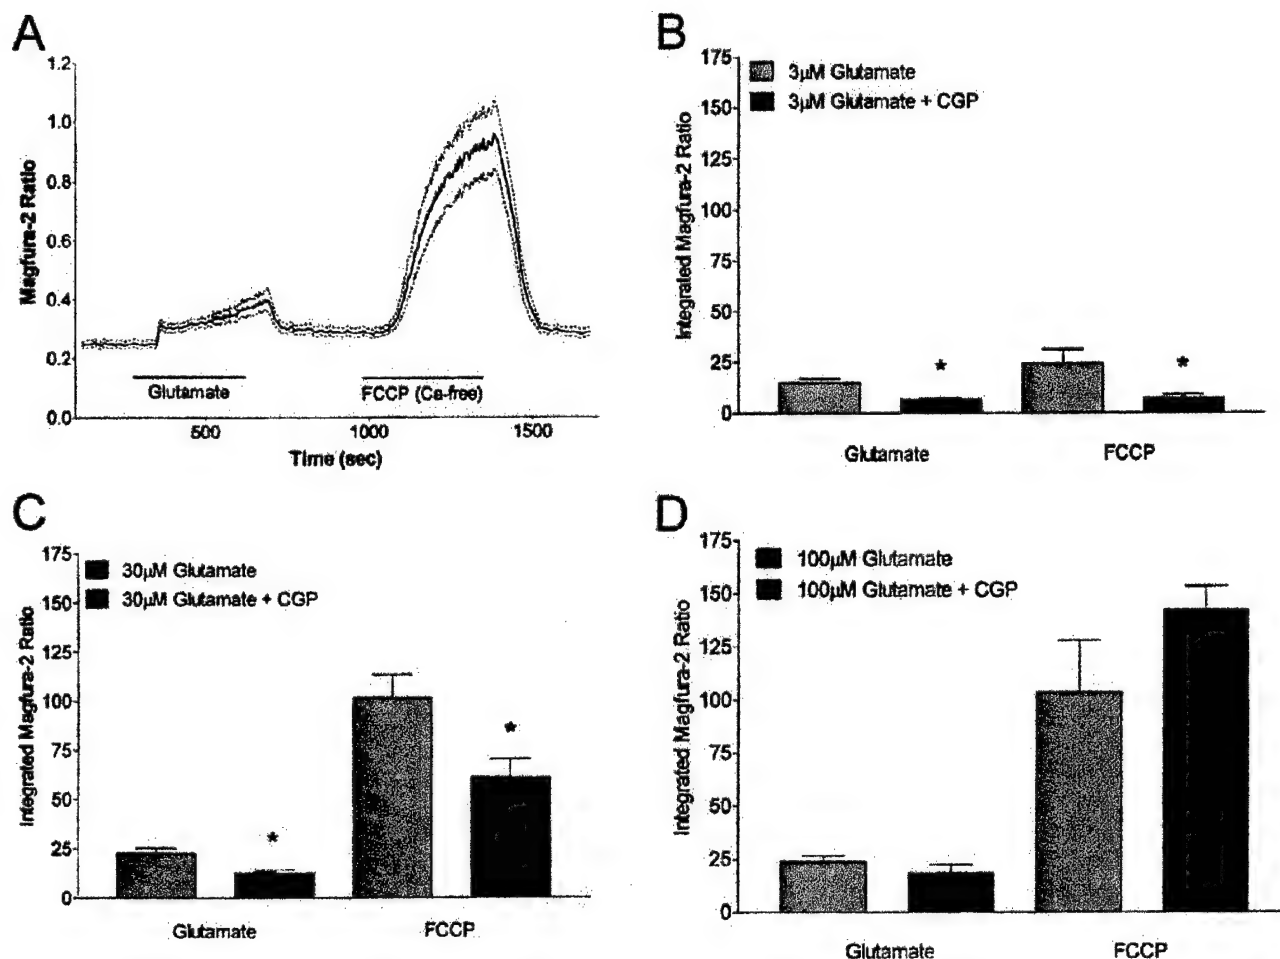 A
Magfura-2 Ratio
1.2
1.0
0.8
0.6
0.4
0.2
0.0
Glutamate
FCCP (Ca-free)
500
1000
1500
Time (sec)
B
Integrated Magfura-2 Ratio
175
150
125
100
75
50
25
0
3μM Glutamate
3μM Glutamate + CGP
*
*
Glutamate
FCCP
C
Integrated Magfura-2 Ratio
175
150
125
100
75
50
25
0
30μM Glutamate
30μM Glutamate + CGP
*
*
Glutamate
FCCP
D
Integrated Magfura-2 Ratio
175
150
125
100
75
50
25
0
100μM Glutamate
100μM Glutamate + CGP
Glutamate
FCCP